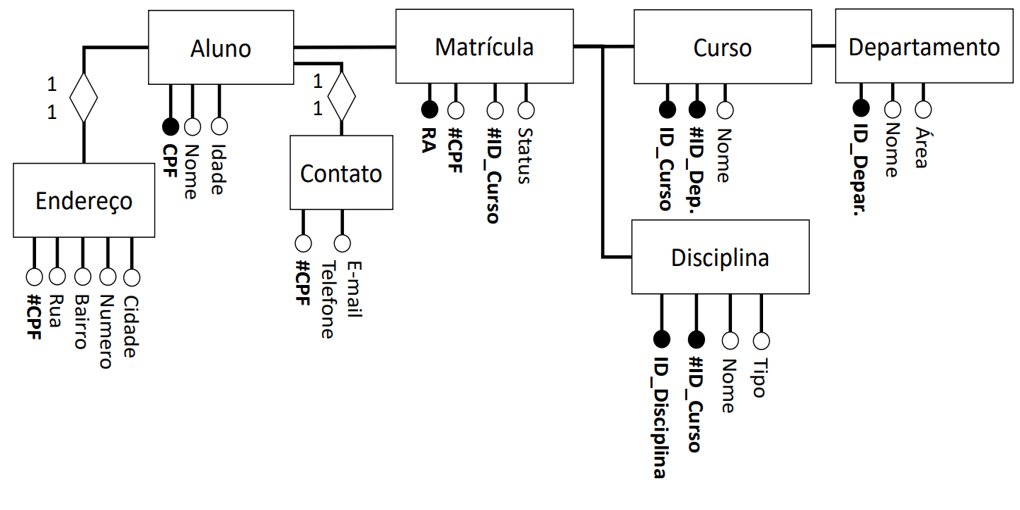 Aluno
Matrícula
Curso
Departamento
1
1
1
1
CPF
Nome
Idade
RA
#CPF
#ID_Curso
Status
ID_Curso
#ID_Dep.
Nome
ID_Depar.
Nome
Área
Endereço
Contato
#CPF
Rua
Bairro
Numero
Cidade
#CPF
Telefone
E-mail
Disciplina
ID_Disciplina
#ID_Curso
Nome
Tipo